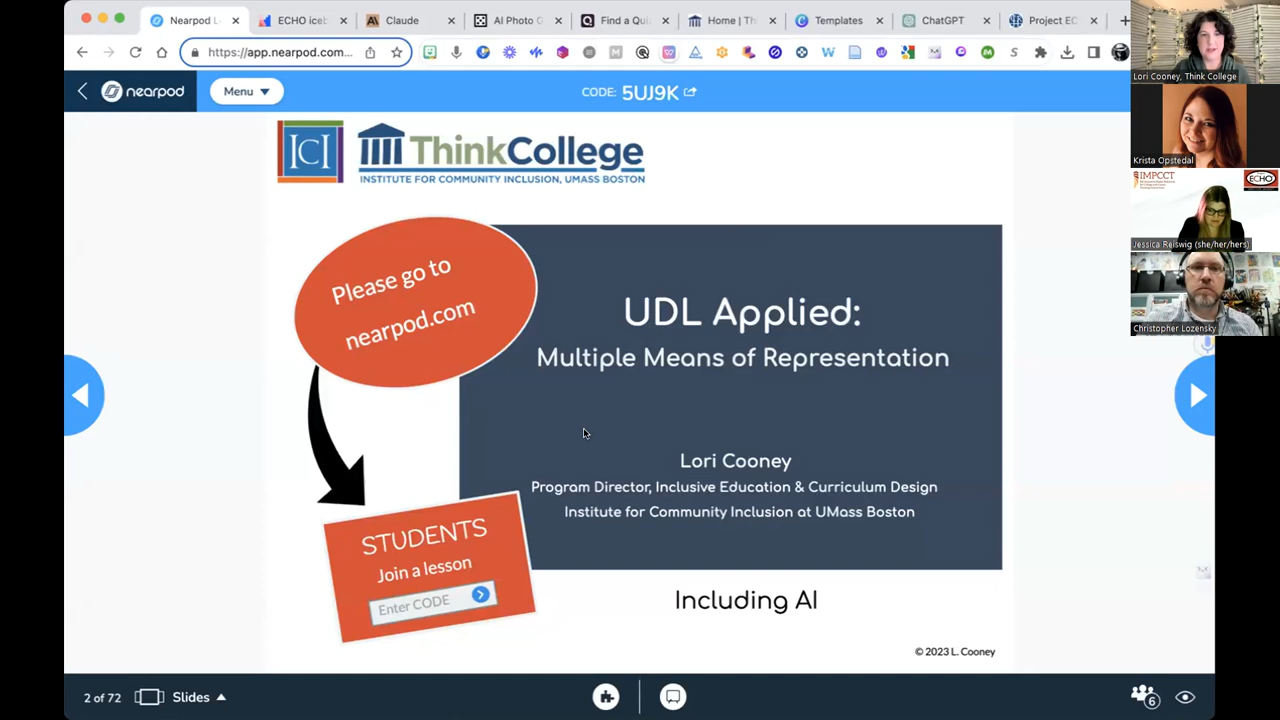 Nearpod L
ECHO iceb
Claude
AI Photo G
Find a Qui
Home | Th
Templates
ChatGPT
Project EC
https://app.nearpod.com...
nearpod
Menu
CODE: 5UJ9K
ICI
ThinkCollege
INSTITUTE FOR COMMUNITY INCLUSION, UMASS BOSTON
Please go to
nearpod.com
UDL Applied:
Multiple Means of Representation
Lori Cooney
Program Director, Inclusive Education & Curriculum Design
Institute for Community Inclusion at UMass Boston
STUDENTS
Join a lesson
Enter CODE
Including AI
© 2023 L. Cooney
2 of 72
Slides
6
Lori Cooney, Think College
Krista Opstedal
IMPCCT
ECHO
Jessica Reiswig (she/her/hers)
Christopher Lozensky